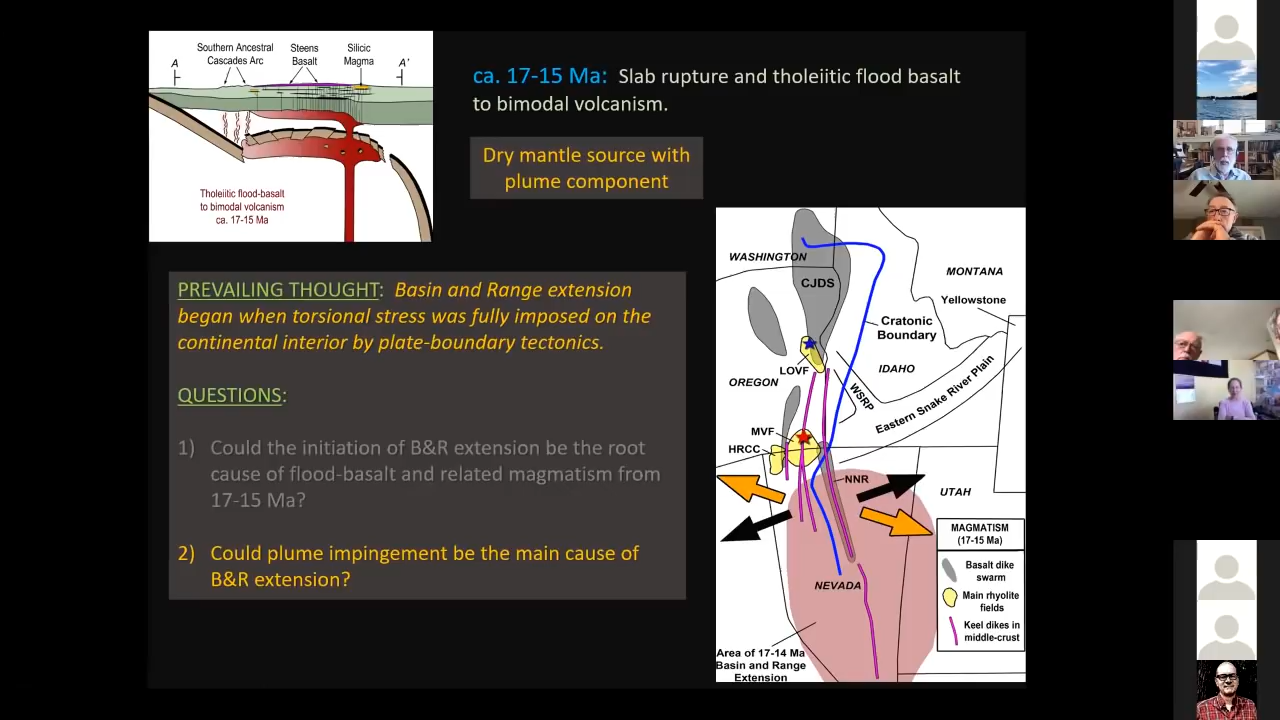 Southern Ancestral
Cascades Arc
Steens
Basalt
Silicic
Magma
A
A'
Tholeiitic flood-basalt
to bimodal volcanism
ca. 17-15 Ma
ca. 17-15 Ma: Slab rupture and tholeiitic flood basalt
to bimodal volcanism.
Dry mantle source with
plume component
PREVAILING THOUGHT: Basin and Range extension
began when torsional stress was fully imposed on the
continental interior by plate-boundary tectonics.
QUESTIONS:
1) Could the initiation of B&R extension be the root
cause of flood-basalt and related magmatism from
17-15 Ma?
2) Could plume impingement be the main cause of
B&R extension?
WASHINGTON
MONTANA
CJDS
Yellowstone
Cratonic
Boundary
LOVF
IDAHO
OREGON
WSRP
Eastern Snake River Plain
MVF
HRCC
NNR
UTAH
NEVADA
Area of 17-14 Ma
Basin and Range
Extension
MAGMATISM
(17-15 Ma)
Basalt dike
swarm
Main rhyolite
fields
Keel dikes in
middle-crust